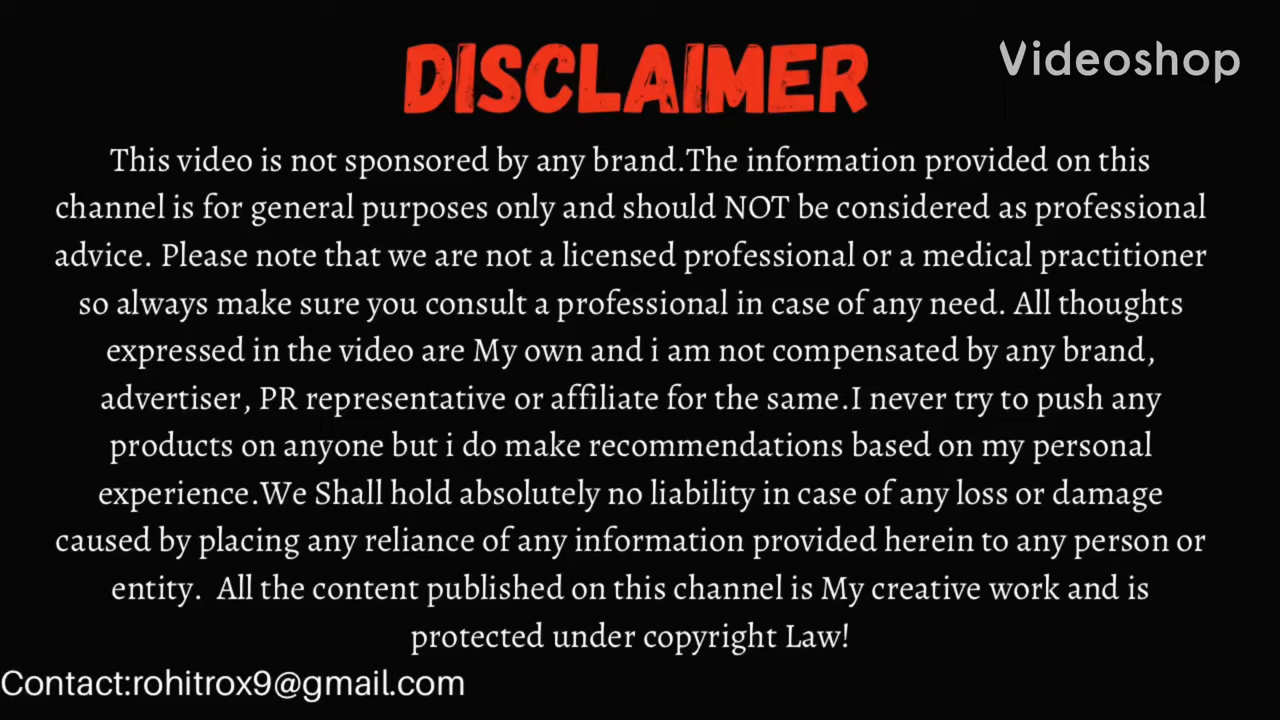 DISCLAIMER
Videoshop
This video is not sponsored by any brand.The information provided on this
channel is for general purposes only and should NOT be considered as professional
advice. Please note that we are not a licensed professional or a medical practitioner
so always make sure you consult a professional in case of any need. All thoughts
expressed in the video are My own and i am not compensated by any brand,
advertiser, PR representative or affiliate for the same.I never try to push any
products on anyone but i do make recommendations based on my personal
experience.We Shall hold absolutely no liability in case of any loss or damage
caused by placing any reliance of any information provided herein to any person or
entity.  All the content published on this channel is My creative work and is
protected under copyright Law!
Contact:rohitrox9@gmail.com